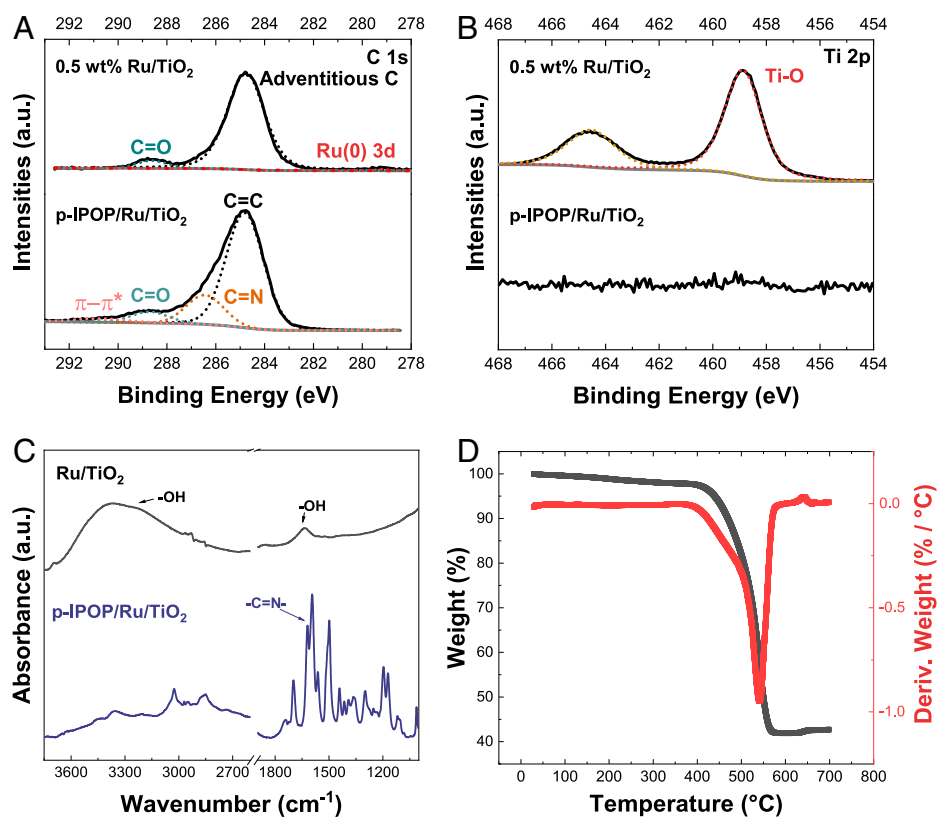 A
292 290 288 286 284 282 280 278
C 1s
0.5 wt% Ru/TiO₂
Adventitious C
C=O
Ru(0) 3d
p-IPOP/Ru/TiO₂
C=C
π–π*
C=O
C=N
Intensities (a.u.)
292 290 288 286 284 282 280 278
Binding Energy (eV)
B
468 466 464 462 460 458 456 454
Ti 2p
0.5 wt% Ru/TiO₂
Ti-O
p-IPOP/Ru/TiO₂
Intensities (a.u.)
468 466 464 462 460 458 456 454
Binding Energy (eV)
C
Ru/TiO₂
-OH
-OH
p-IPOP/Ru/TiO₂
-C=N-
Absorbance (a.u.)
3600 3300 3000 2700 1800 1500 1200
Wavenumber (cm⁻¹)
D
100
90
80
70
60
50
40
Weight (%)
0.0
-0.5
-1.0
Deriv. Weight (% / °C)
0 100 200 300 400 500 600 700 800
Temperature (°C)